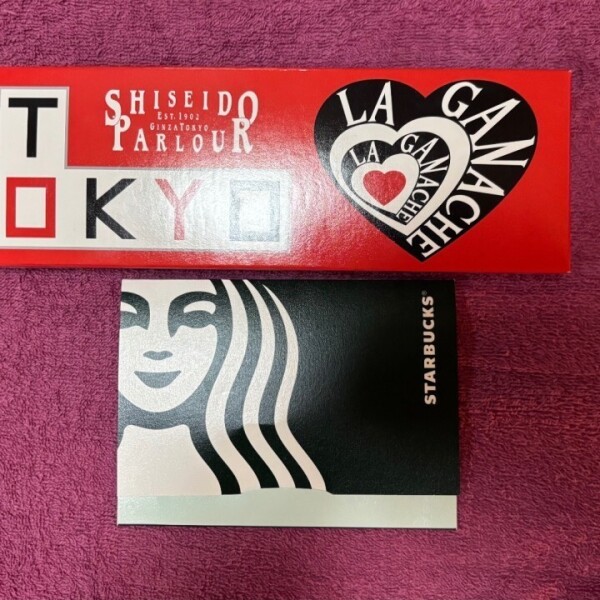 T
OKYO
SHISEIDO
EST. 1902
GINZA TOKYO
PARLOUR
LA GANACHE
LA GANACHE
STARBUCKS®